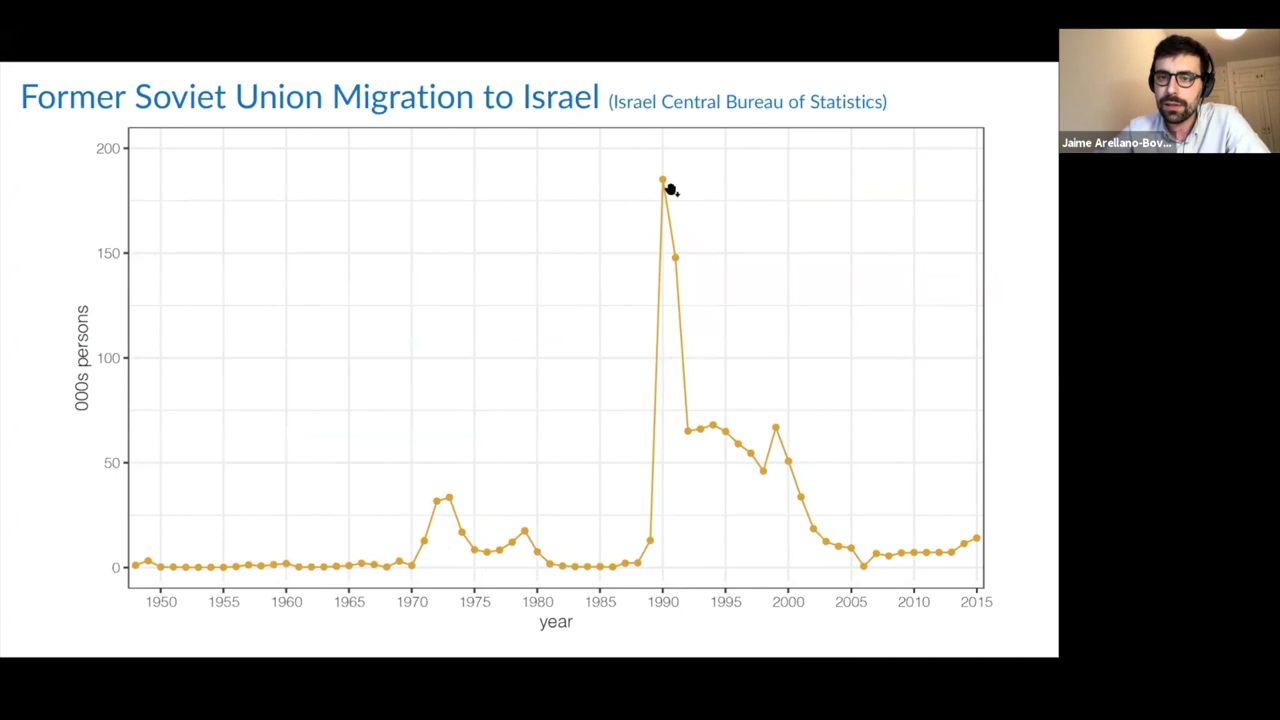 Former Soviet Union Migration to Israel (Israel Central Bureau of Statistics)
Jaime Arellano-Bov...
200
150
100
50
0
000s persons
1950 1955 1960 1965 1970 1975 1980 1985 1990 1995 2000 2005 2010 2015
year